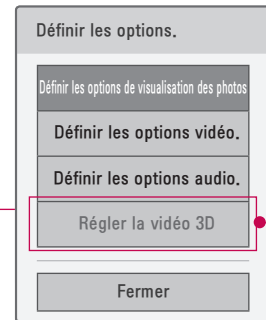 Définir les options.
Définir les options de visualisation des photos
Définir les options vidéo.
Définir les options audio.
Régler la vidéo 3D
Fermer